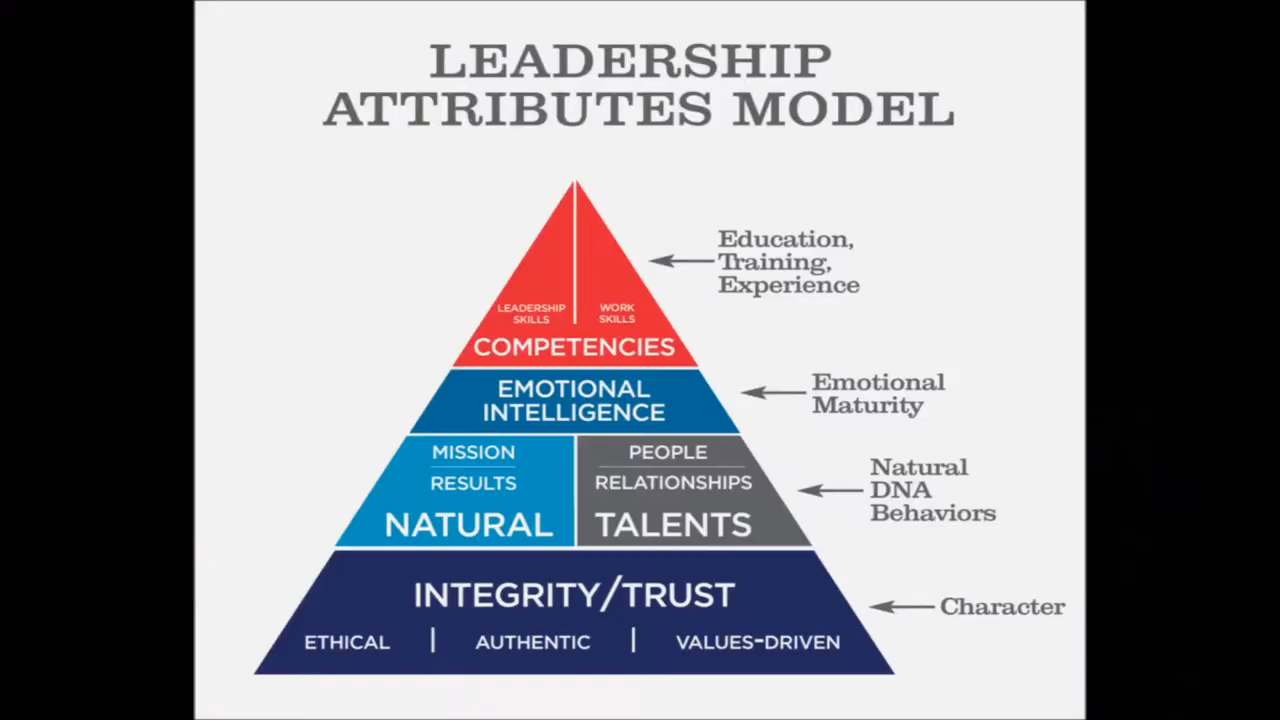 LEADERSHIP
ATTRIBUTES MODEL
Education,
Training,
Experience
LEADERSHIP
SKILLS
WORK
SKILLS
COMPETENCIES
EMOTIONAL
INTELLIGENCE
Emotional
Maturity
MISSION
RESULTS
PEOPLE
RELATIONSHIPS
NATURAL TALENTS
Natural
DNA
Behaviors
INTEGRITY/TRUST
ETHICAL | AUTHENTIC | VALUES-DRIVEN
Character